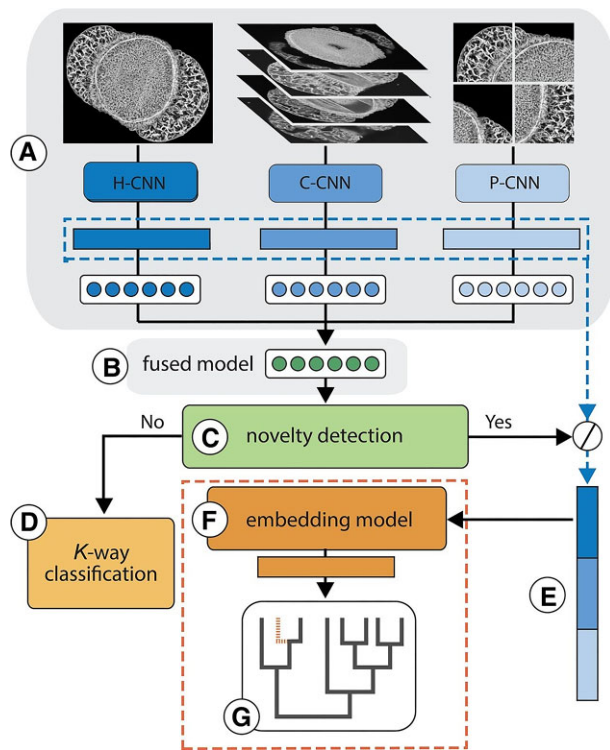 A
H-CNN
C-CNN
P-CNN
B
fused model
No
C
novelty detection
Yes
D
K-way
classification
F
embedding model
E
G